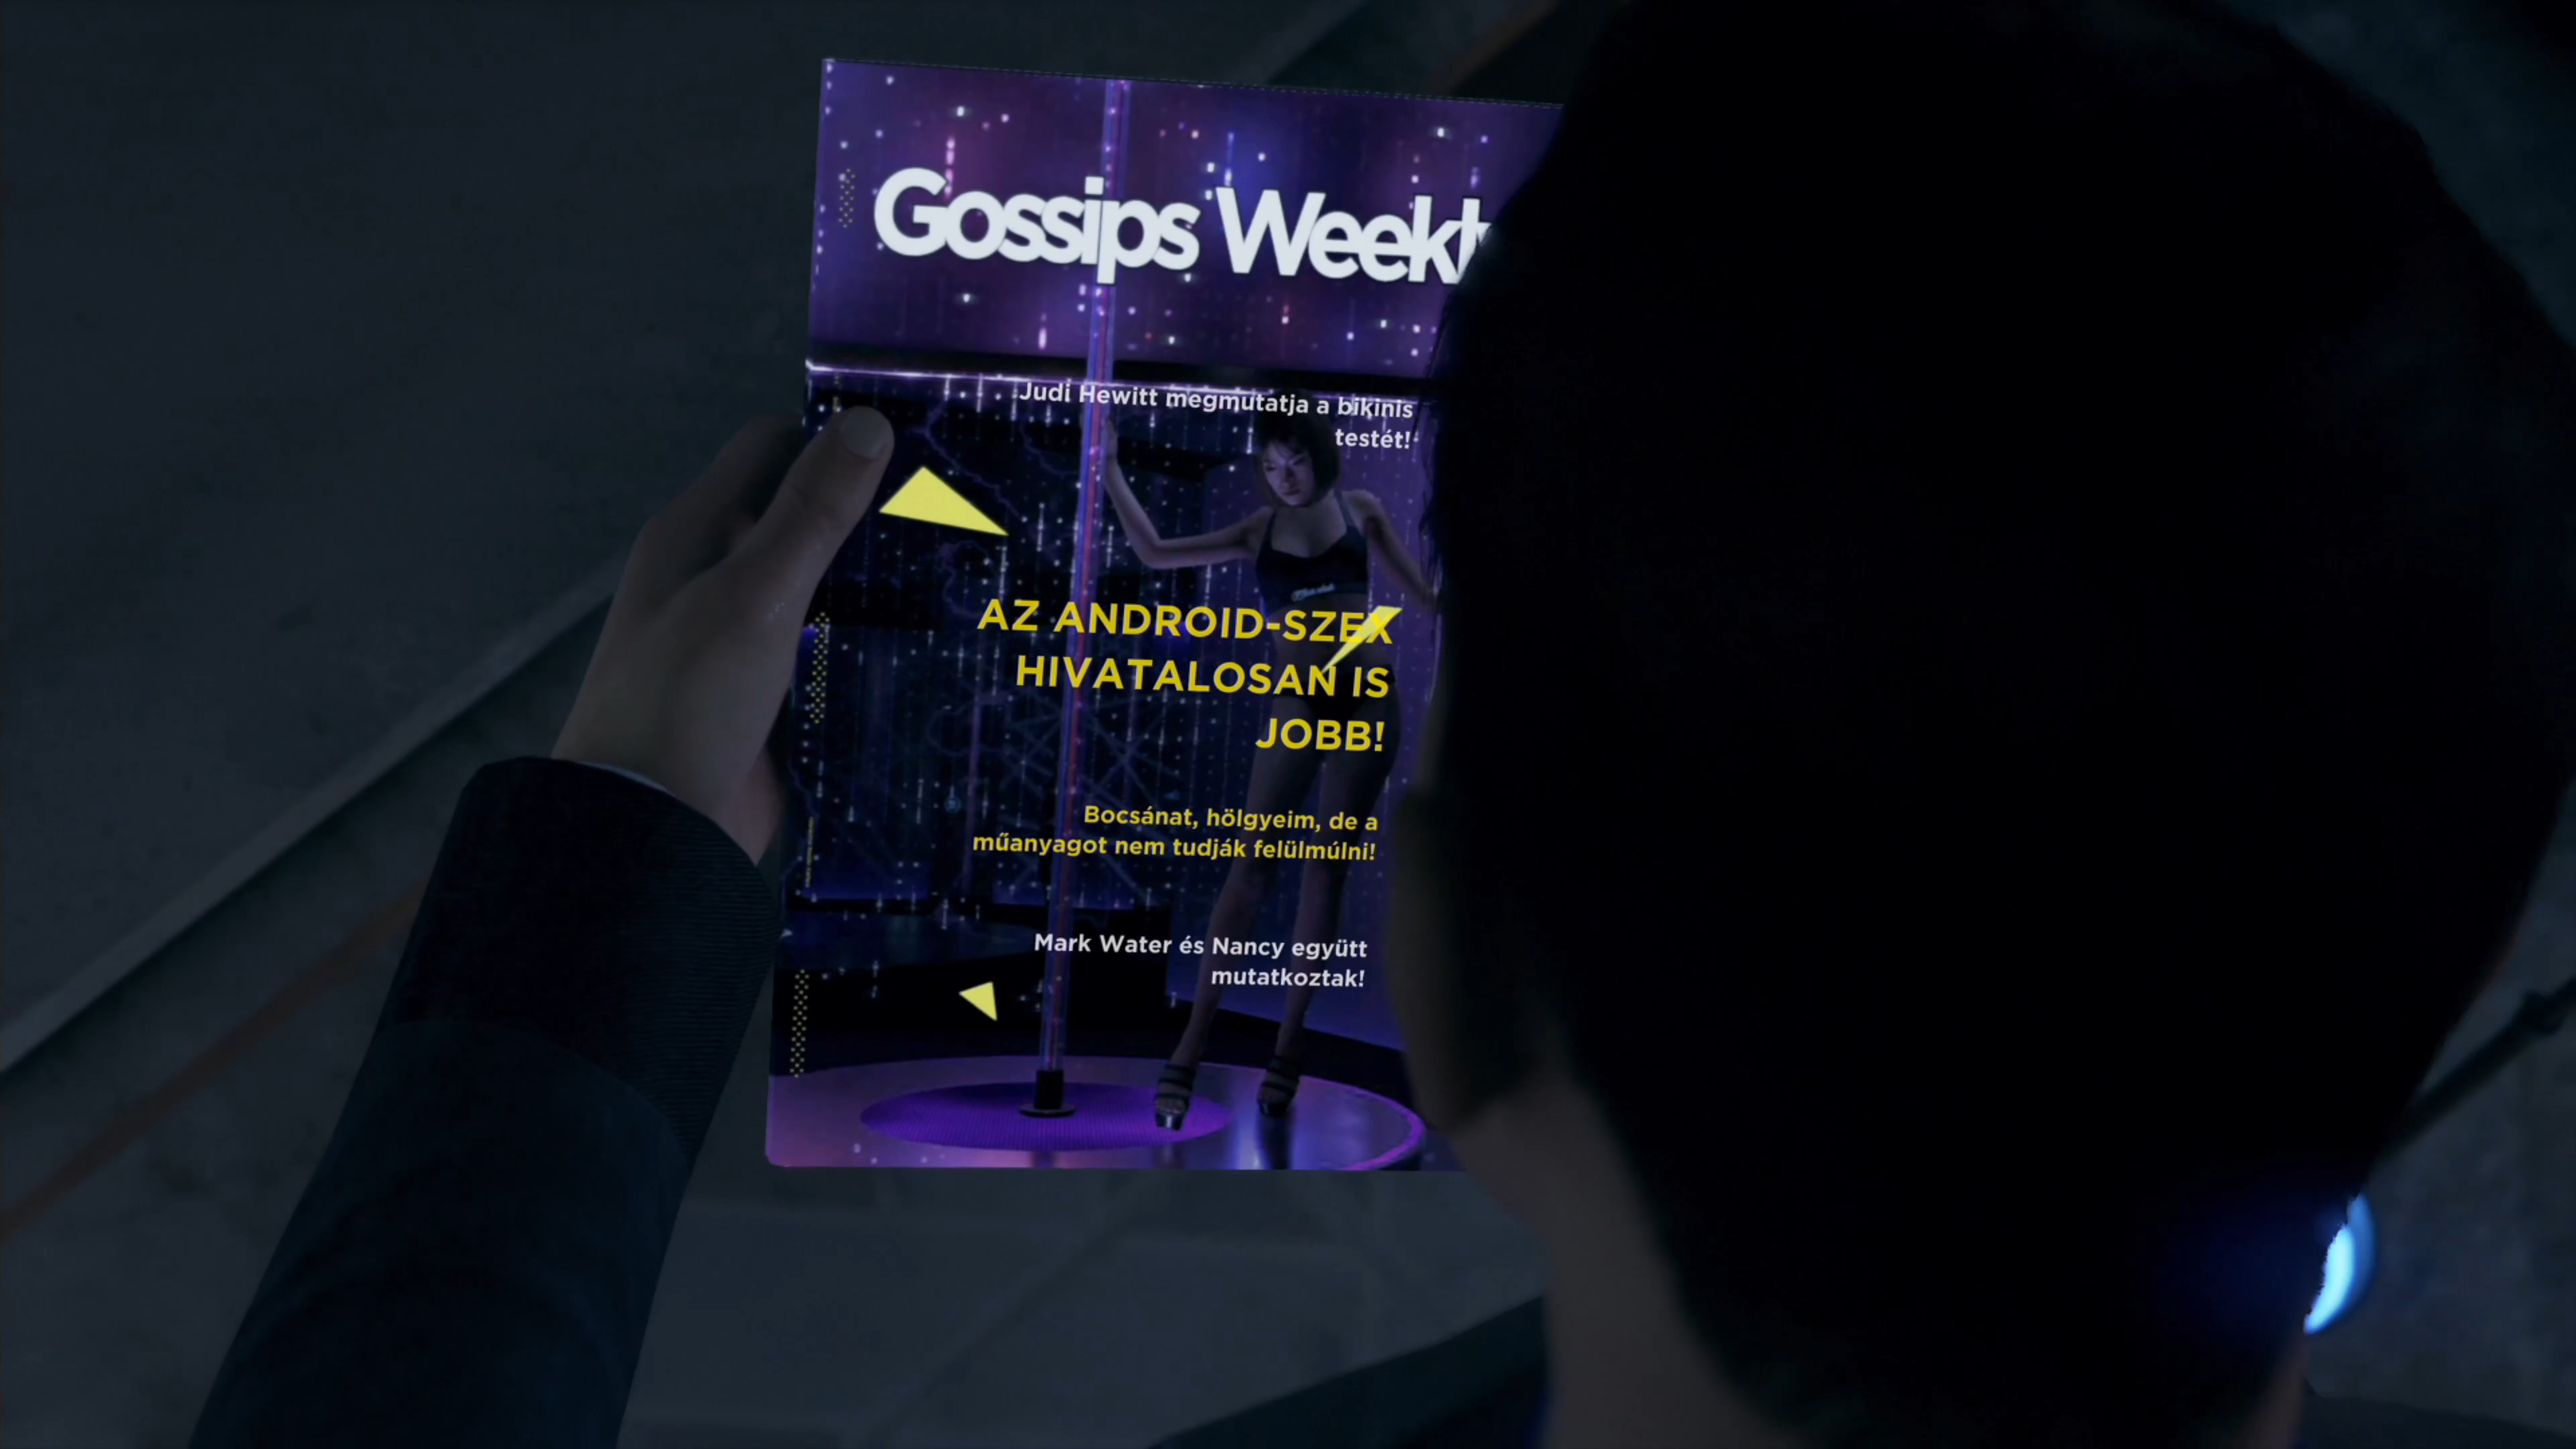 Gossips Weekly
Judi Hewitt megmutatja a bikinis
testét!
AZ ANDROID-SZEX
HIVATALOSAN IS
JOBB!
Bocsánat, hölgyeim, de a
műanyagot nem tudják felülmúlni!
Mark Water és Nancy együtt
mutatkoztak!